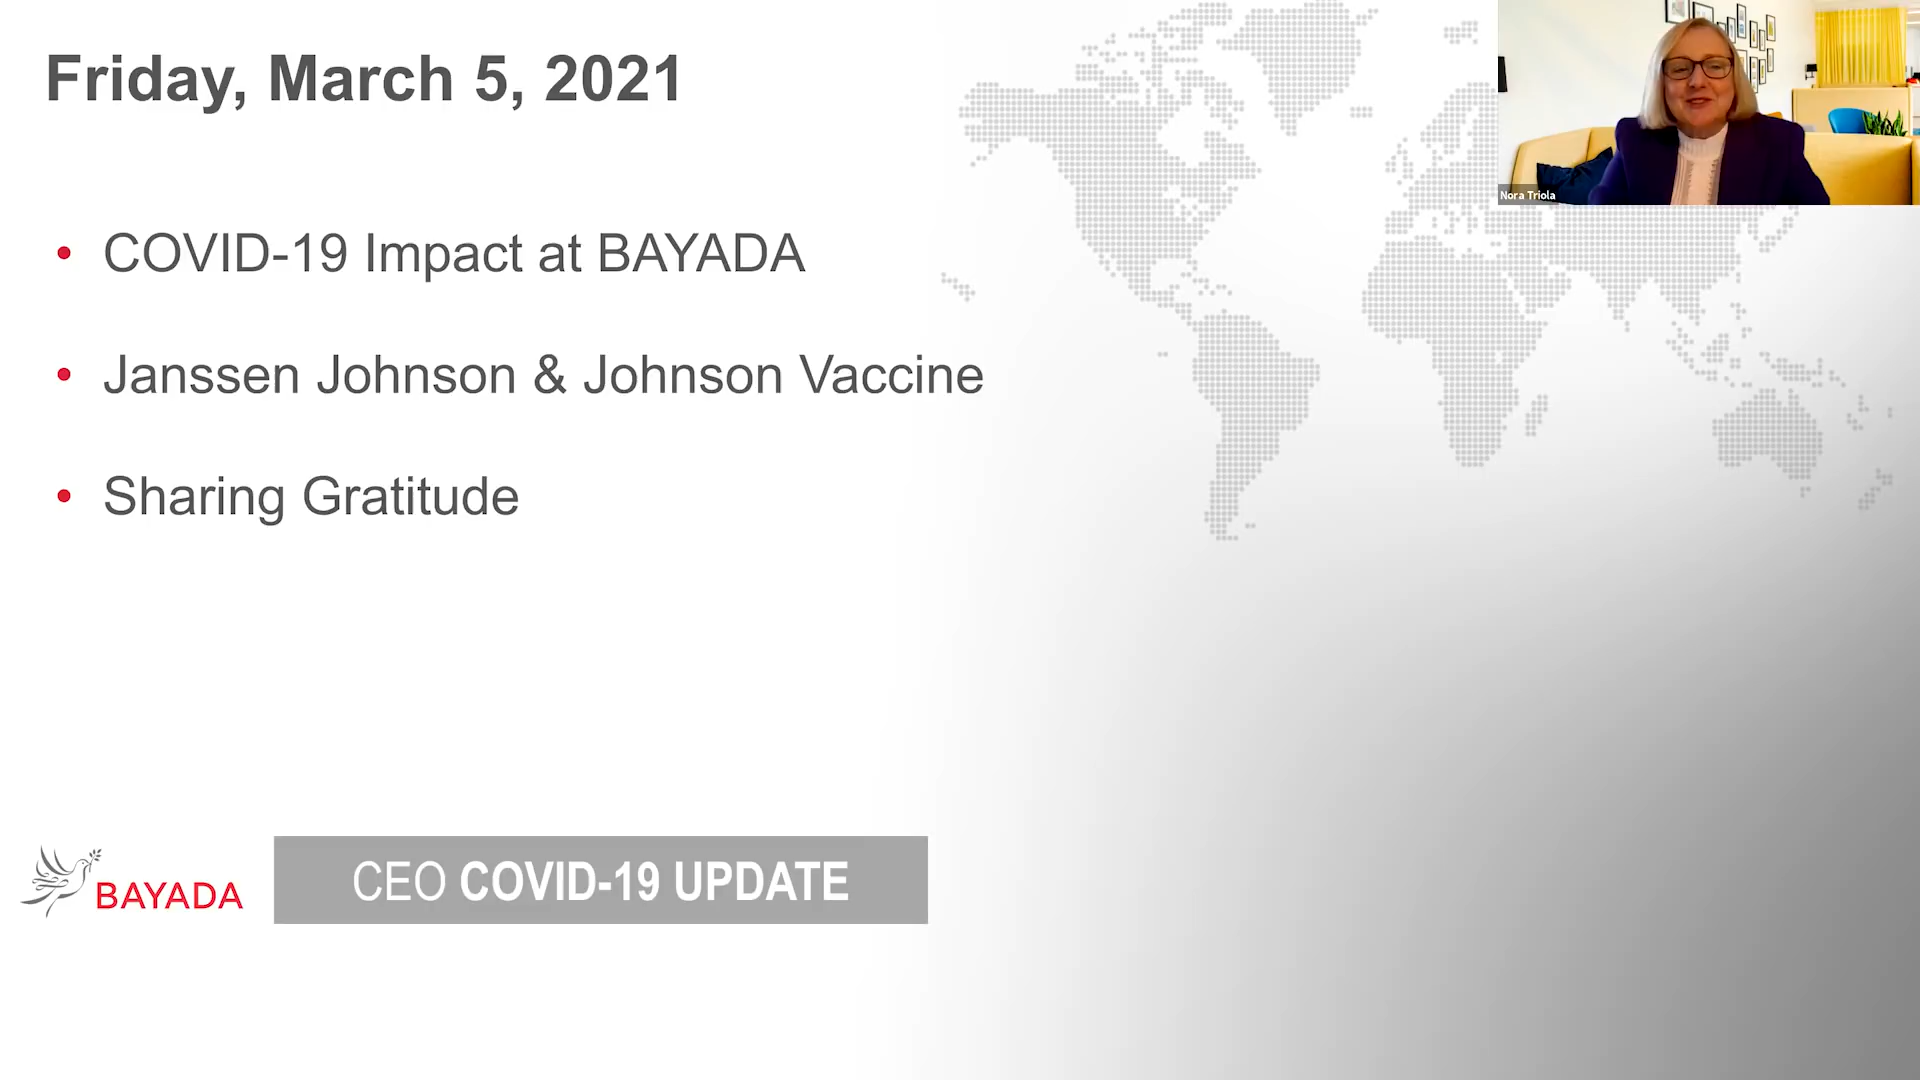 Friday, March 5, 2021
• COVID-19 Impact at BAYADA
• Janssen Johnson & Johnson Vaccine
• Sharing Gratitude
Nora Triola
BAYADA
CEO COVID-19 UPDATE